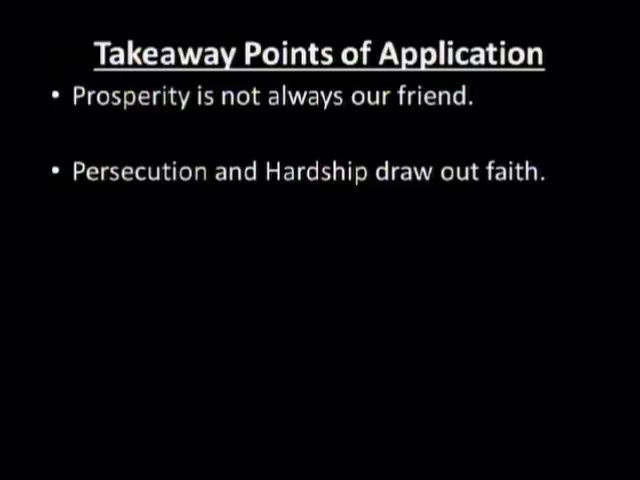 Takeaway Points of Application
• Prosperity is not always our friend.
• Persecution and Hardship draw out faith.